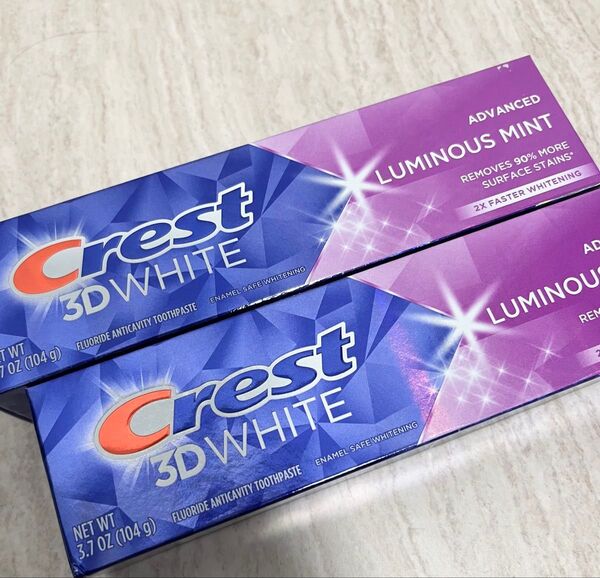 ADVANCED
LUMINOUS MINT
REMOVES 90% MORE
SURFACE STAINS*
2X FASTER WHITENING
Crest
3D WHITE
ENAMEL SAFE WHITENING
FLUORIDE ANTICAVITY TOOTHPASTE
NET WT
3.7 OZ (104 g)
LUMINOUS
Crest
3D WHITE
ENAMEL SAFE WHITENING
FLUORIDE ANTICAVITY TOOTHPASTE
NET WT
3.7 OZ (104 g)